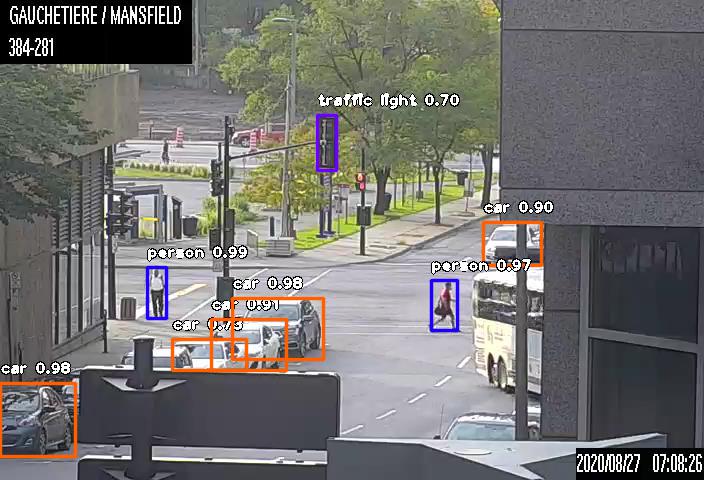 GAUCHETIERE / MANSFIELD
384-281
traffic light 0.70
car 0.90
person 0.99
person 0.97
car 0.98
car 0.91
car 0.73
car 0.98
2020/08/27 07:08:26